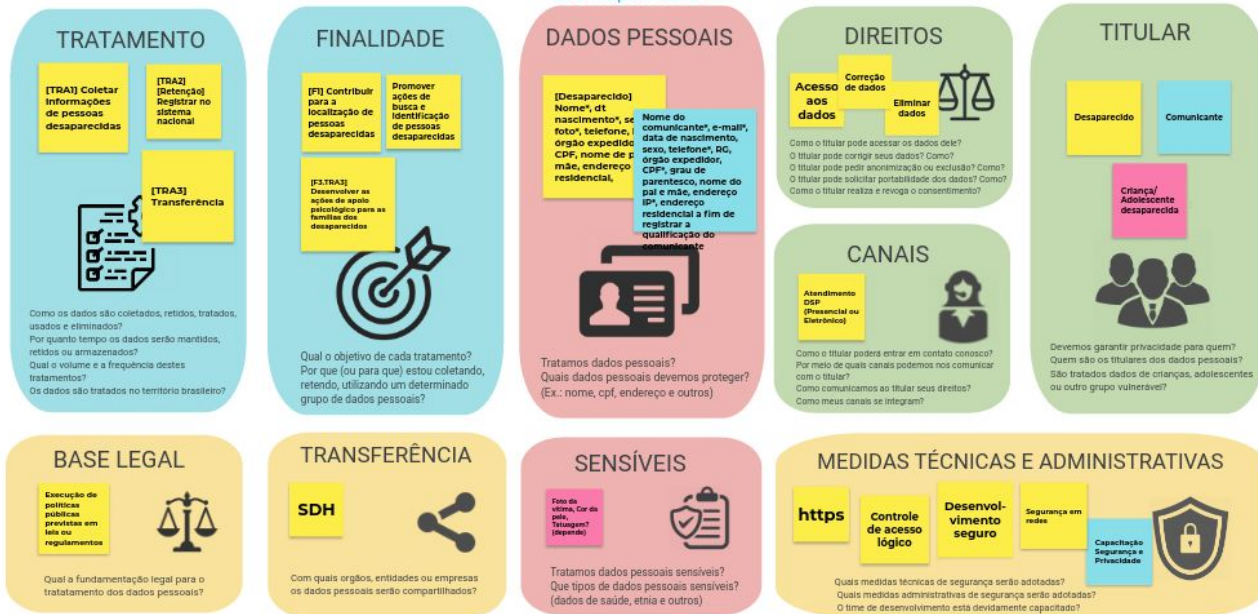 TRATAMENTO
[TRA1] Coletar
Informações
de pessoas
desaparecidas
[TRA2]
[Retenção]
Registrar no
sistema
nacional
[TRA3]
Transferência
Como os dados são coletados, retidos, tratados,
usados e eliminados?
Por quanto tempo os dados serão mantidos,
retidos ou armazenados?
Qual o volume e a frequência destes
tratamentos?
Os dados são tratados no território brasileiro?
FINALIDADE
[F1] Contribuir
para a
localização de
pessoas
desaparecidas
Promover
ações de
busca e
identificação
de pessoas
desaparecidas
[F3.TRA3]
Desenvolver as
ações de apoio
psicológico para as
famílias dos
desaparecidos
Qual o objetivo de cada tratamento?
Por que (ou para que) estou coletando,
retendo, utilizando um determinado
grupo de dados pessoais?
DADOS PESSOAIS
[Desaparecido]
Nome*, dt
nascimento*, se
foto*, telefone,
órgão expedidor
CPF, nome de p
mãe, endereço
residencial,
Nome do
comunicante*, e-mail*,
data de nascimento,
sexo, telefone*, RG,
órgão expedidor,
CPF*, grau de
parentesco, nome do
pai e mãe, endereço
IP*, endereço
residencial a fim de
registrar a
qualificação do
comunicante
Tratamos dados pessoais?
Quais dados pessoais devemos proteger?
(Ex.: nome, cpf, endereço e outros)
DIREITOS
Acesso
aos
dados
Correção
de dados
Eliminar
dados
Como o titular pode acessar os dados dele?
O titular pode corrigir seus dados? Como?
O titular pode pedir anonimização ou exclusão? Como?
O titular pode solicitar portabilidade dos dados? Como?
Como o titular realiza e revoga o consentimento?
CANAIS
Atendimento
DSP
(Presencial ou
Eletrônico)
Como o titular poderá entrar em contato conosco?
Por meio de quais canais podemos nos comunicar
com o titular?
Como comunicamos ao titular seus direitos?
Como meus canais se integram?
TITULAR
Desaparecido
Comunicante
Criança/
Adolescente
desaparecida
Devemos garantir privacidade para quem?
Quem são os titulares dos dados pessoais?
São tratados dados de crianças, adolescentes
ou outro grupo vulnerável?
BASE LEGAL
Execução de
políticas
públicas
previstas em
leis ou
regulamentos
Qual a fundamentação legal para o
tratatamento dos dados pessoais?
TRANSFERÊNCIA
SDH
Com quais orgãos, entidades ou empresas
os dados pessoais serão compartilhados?
SENSÍVEIS
Foto da
vítima, Cor da
pele,
Tatuagem?
(depende)
Tratamos dados pessoais sensíveis?
Que tipos de dados pessoais sensíveis?
(dados de saúde, etnia e outros)
MEDIDAS TÉCNICAS E ADMINISTRATIVAS
https
Controle
de acesso
lógico
Desenvol-
vimento
seguro
Segurança em
redes
Capacitação
Segurança e
Privacidade
Quais medidas técnicas de segurança serão adotadas?
Quais medidas administrativas de segurança serão adotadas?
O time de desenvolvimento está devidamente capacitado?